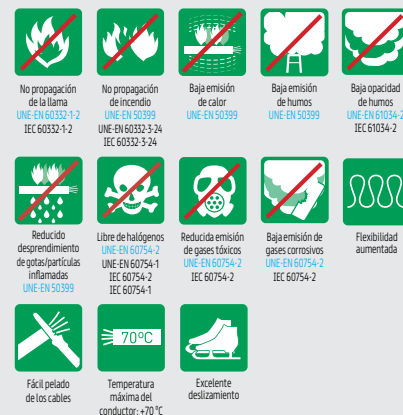 No propagación
de la llama
UNE-EN 60332-1-2
IEC 60332-1-2
No propagación
de incendio
UNE-EN 50399
UNE-EN 60332-3-24
IEC 60332-3-24
Baja emisión
de calor
UNE-EN 50399
Baja emisión
de humos
UNE-EN 50399
Baja opacidad
de humos
UNE-EN 61034-2
IEC 61034-2
Reducido
desprendimiento
de gotas/partículas
inflamadas
UNE-EN 50399
Libre de halógenos
UNE-EN 60754-2
UNE-EN 60754-1
IEC 60754-2
IEC 60754-1
Reducida emisión
de gases tóxicos
UNE-EN 60754-2
IEC 60754-2
Baja emisión de
gases corrosivos
UNE-EN 60754-2
IEC 60754-2
Flexibilidad
aumentada
Fácil pelado
de los cables
70°C
Temperatura
máxima del
conductor: +70 °C
Excelente
deslizamiento